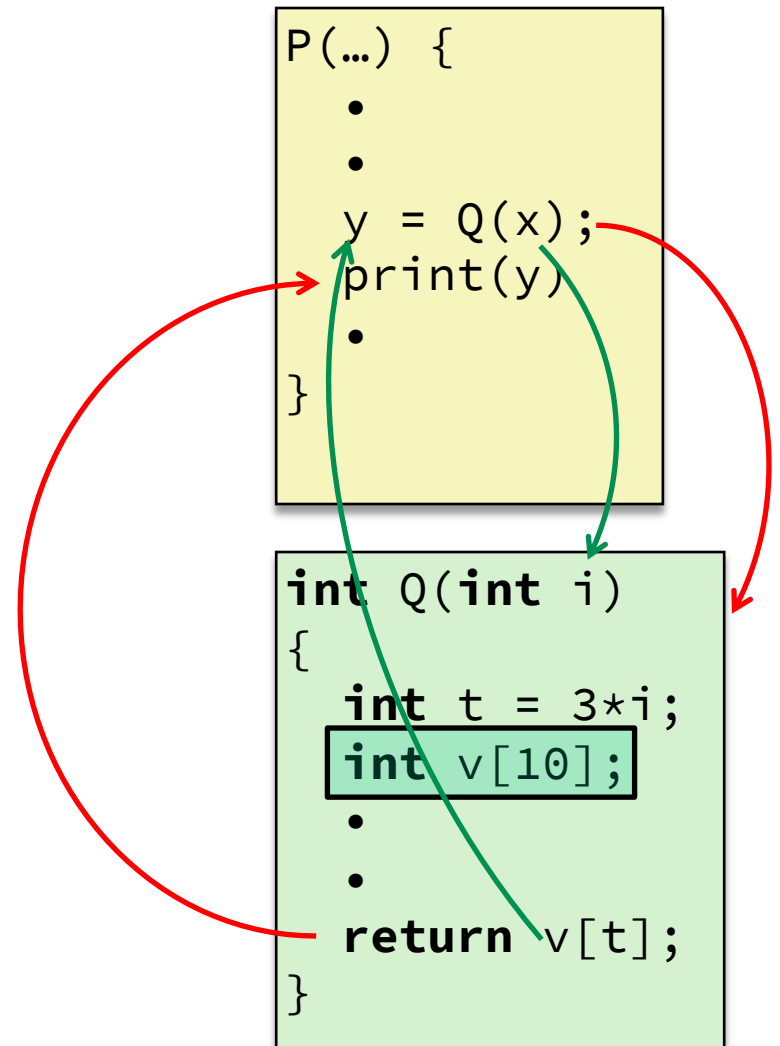 P(…) {
•
•
y = Q(x);
print(y)
•
}
int Q(int i)
{
int t = 3*i;
int v[10];
•
•
return v[t];
}